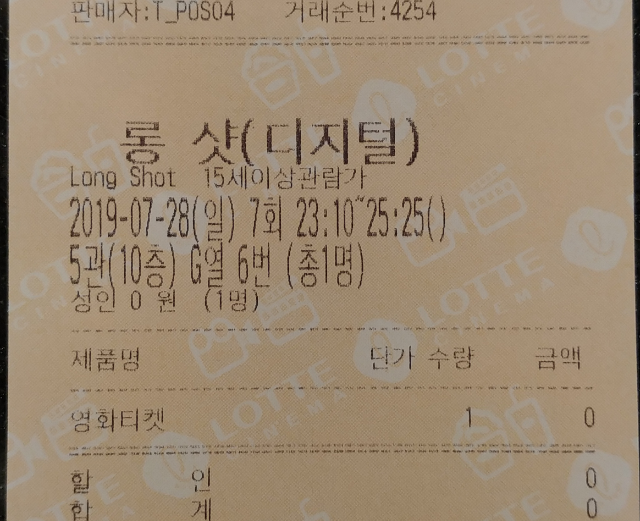 판매자:T_POS04 거래순번:4254
롱 샷(디지털)
Long Shot 15세이상관람가
2019-07-28(일) 7회 23:10~25:25()
5관(10층) G열 6번 (총1명)
성인 0 원 (1명)
제품명 단가 수량 금액
영화티켓 1 0
할 인 0
합 계 0